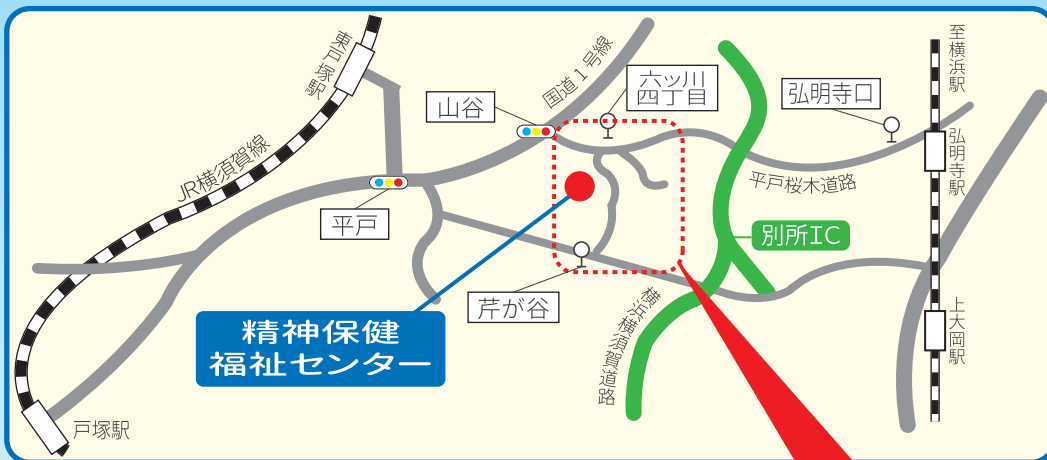 東戸塚駅
JR横須賀線
戸塚駅
国道1号線
山谷
平戸
六ッ川
四丁目
弘明寺口
至横浜駅
弘明寺駅
平戸桜木道路
別所IC
芹が谷
横浜横須賀道路
上大岡駅
精神保健
福祉センター